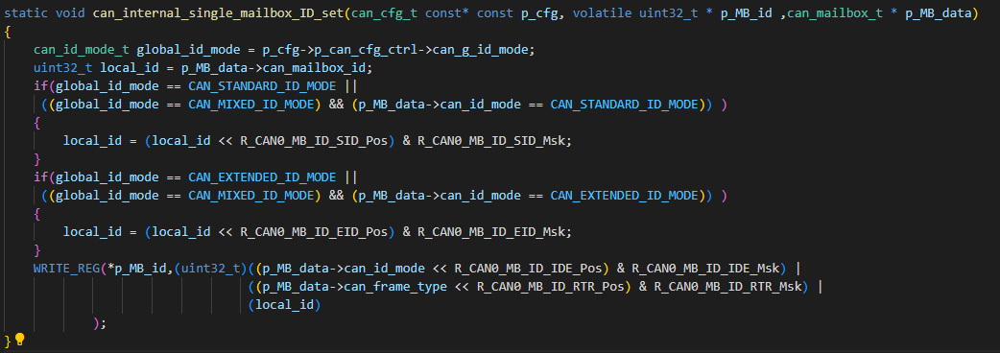 static void can_internal_single_mailbox_ID_set(can_cfg_t const* const p_cfg, volatile uint32_t * p_MB_id ,can_mailbox_t * p_MB_data)
{
    can_id_mode_t global_id_mode = p_cfg->p_can_cfg_ctrl->can_g_id_mode;
    uint32_t local_id = p_MB_data->can_mailbox_id;
    if(global_id_mode == CAN_STANDARD_ID_MODE ||
     ((global_id_mode == CAN_MIXED_ID_MODE) && (p_MB_data->can_id_mode == CAN_STANDARD_ID_MODE)) )
    {
        local_id = (local_id << R_CAN0_MB_ID_SID_Pos) & R_CAN0_MB_ID_SID_Msk;
    }
    if(global_id_mode == CAN_EXTENDED_ID_MODE ||
     ((global_id_mode == CAN_MIXED_ID_MODE) && (p_MB_data->can_id_mode == CAN_EXTENDED_ID_MODE)) )
    {
        local_id = (local_id << R_CAN0_MB_ID_EID_Pos) & R_CAN0_MB_ID_EID_Msk;
    }
    WRITE_REG(*p_MB_id,(uint32_t)((p_MB_data->can_id_mode << R_CAN0_MB_ID_IDE_Pos) & R_CAN0_MB_ID_IDE_Msk) |
                                 ((p_MB_data->can_frame_type << R_CAN0_MB_ID_RTR_Pos) & R_CAN0_MB_ID_RTR_Msk) |
                                 (local_id)
            );
}